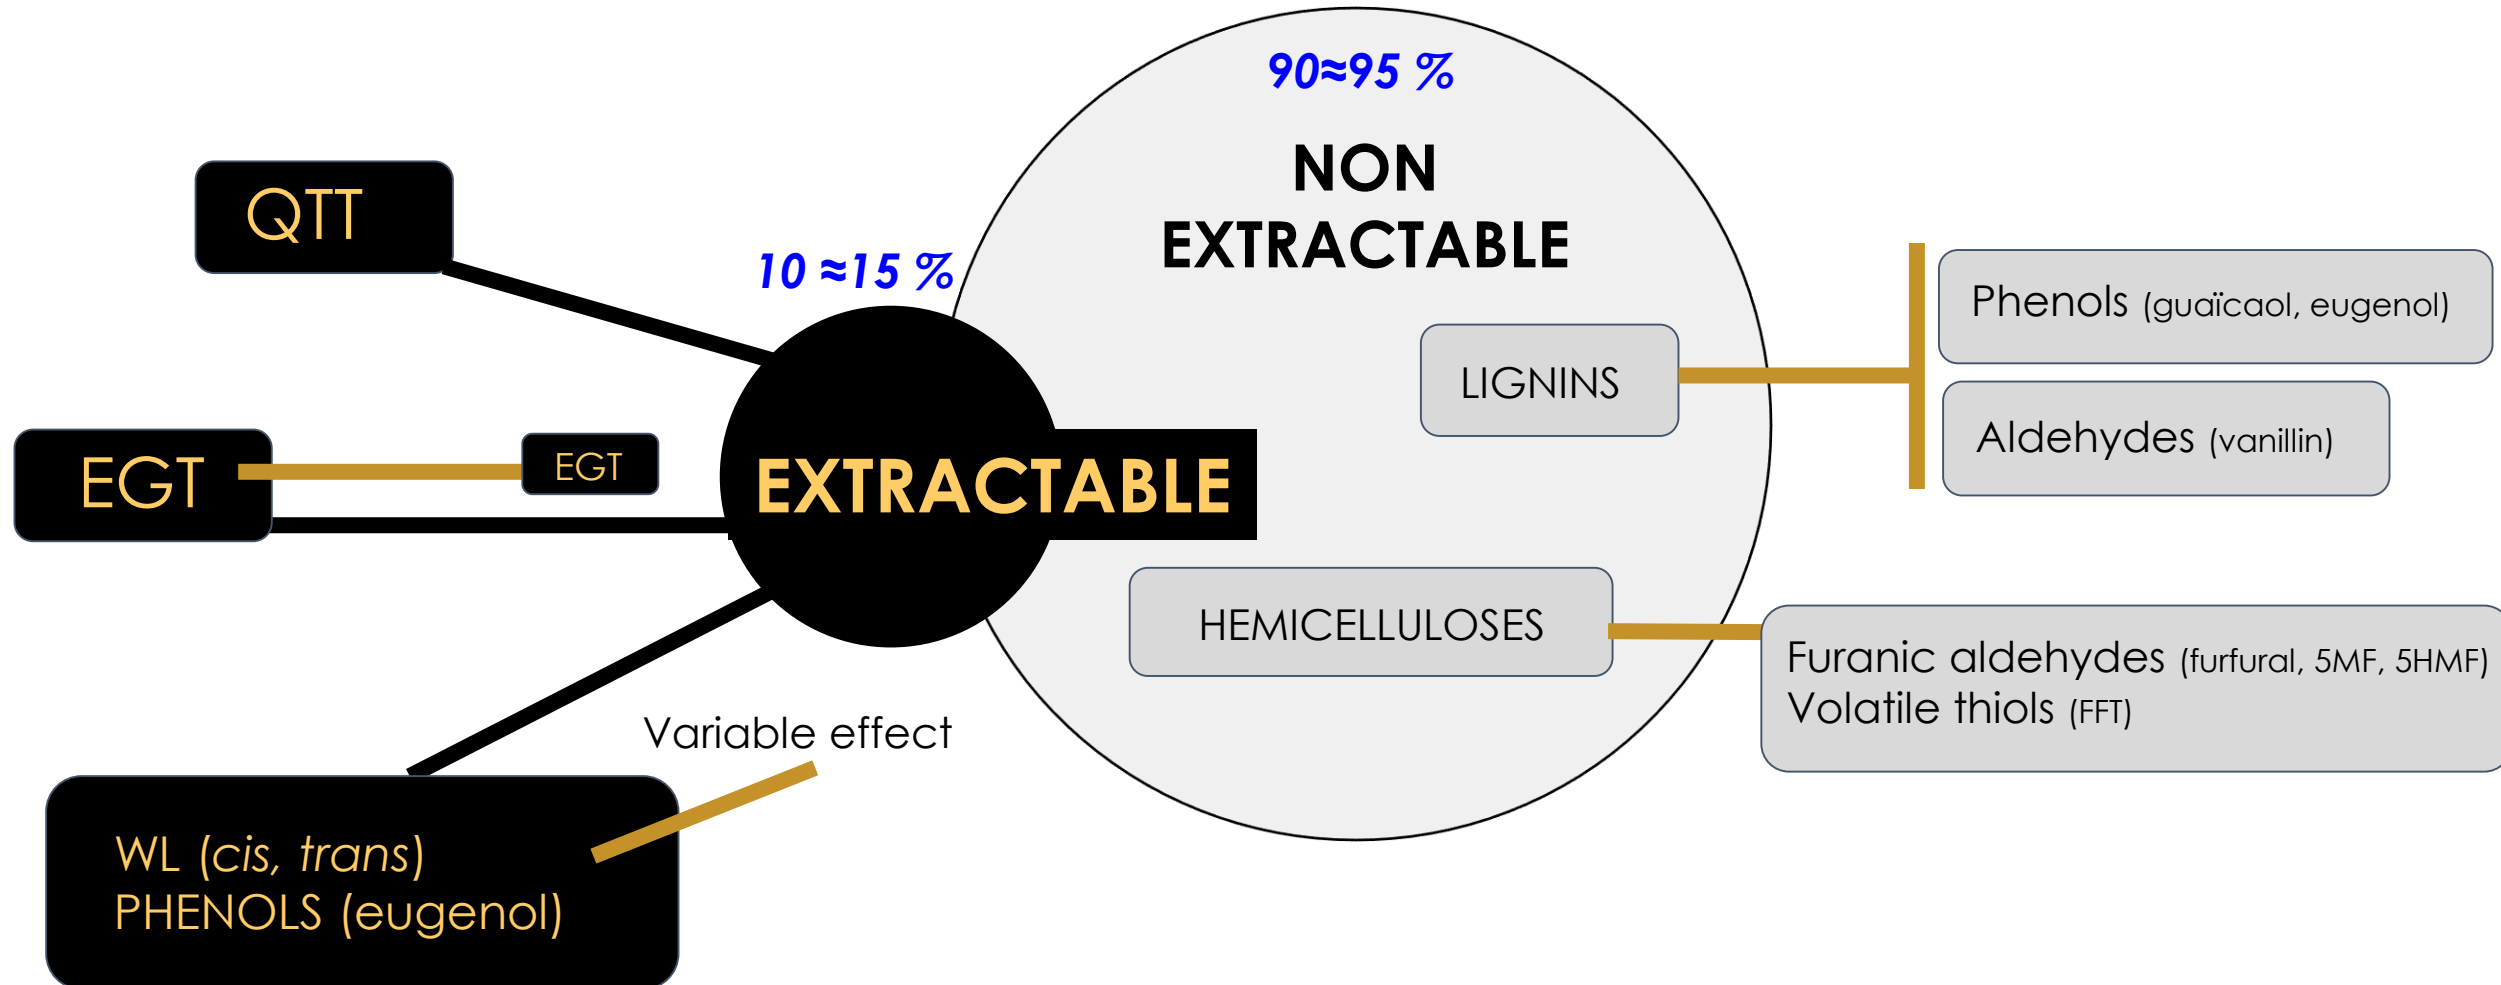 90≈95 %
NON
EXTRACTABLE
QTT
10 ≈15 %
EXTRACTABLE
EGT
EGT
LIGNINS
Phenols (guaïcaol, eugenol)
Aldehydes (vanillin)
HEMICELLULOSES
Furanic aldehydes (furfural, 5MF, 5HMF)
Volatile thiols (FFT)
Variable effect
WL (cis, trans)
PHENOLS (eugenol)